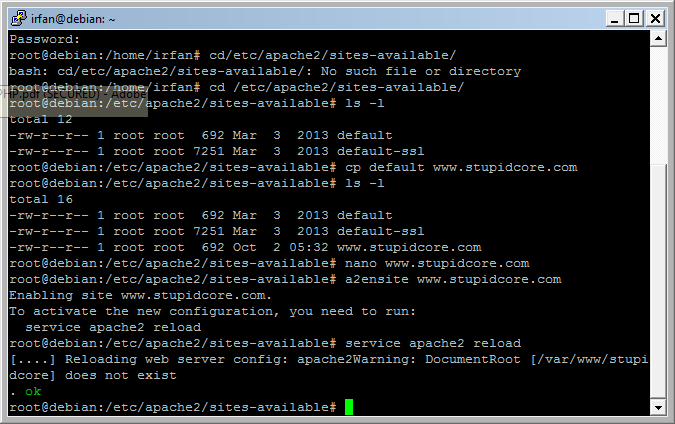 irfan@debian: ~
Password:
root@debian:/home/irfan# cd/etc/apache2/sites-available/
bash: cd/etc/apache2/sites-available/: No such file or directory
root@debian:/home/irfan# cd /etc/apache2/sites-available/
PHP.pdf (SECURED) - Adobe
root@debian:/etc/apache2/sites-available# ls -l
total 12
-rw-r--r-- 1 root root  692 Mar  3  2013 default
-rw-r--r-- 1 root root 7251 Mar  3  2013 default-ssl
root@debian:/etc/apache2/sites-available# cp default www.stupidcore.com
root@debian:/etc/apache2/sites-available# ls -l
total 16
-rw-r--r-- 1 root root  692 Mar  3  2013 default
-rw-r--r-- 1 root root 7251 Mar  3  2013 default-ssl
-rw-r--r-- 1 root root  692 Oct  2 05:32 www.stupidcore.com
root@debian:/etc/apache2/sites-available# nano www.stupidcore.com
root@debian:/etc/apache2/sites-available# a2ensite www.stupidcore.com
Enabling site www.stupidcore.com.
To activate the new configuration, you need to run:
  service apache2 reload
root@debian:/etc/apache2/sites-available# service apache2 reload
[....] Reloading web server config: apache2Warning: DocumentRoot [/var/www/stupi
dcore] does not exist
. ok
root@debian:/etc/apache2/sites-available#